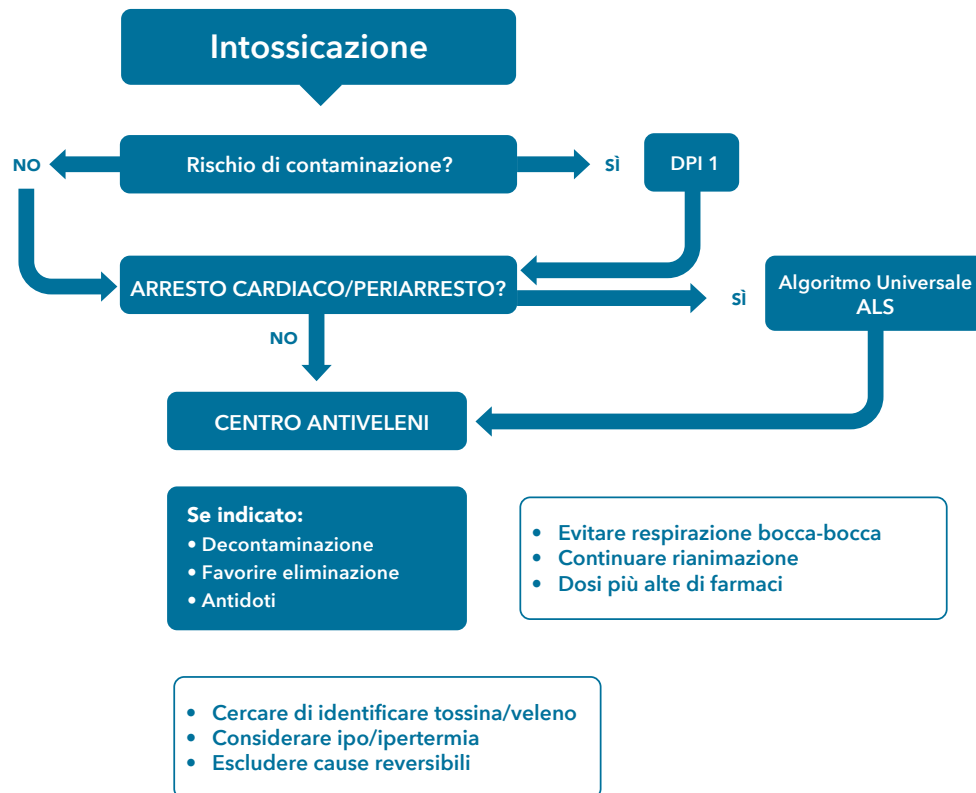 Intossicazione
NO
Rischio di contaminazione?
SÌ
DPI 1
ARRESTO CARDIACO/PERIARRESTO?
SÌ
Algoritmo Universale
ALS
NO
CENTRO ANTIVELENI
Se indicato:
• Decontaminazione
• Favorire eliminazione
• Antidoti
• Evitare respirazione bocca-bocca
• Continuare rianimazione
• Dosi più alte di farmaci
• Cercare di identificare tossina/veleno
• Considerare ipo/ipertermia
• Escludere cause reversibili